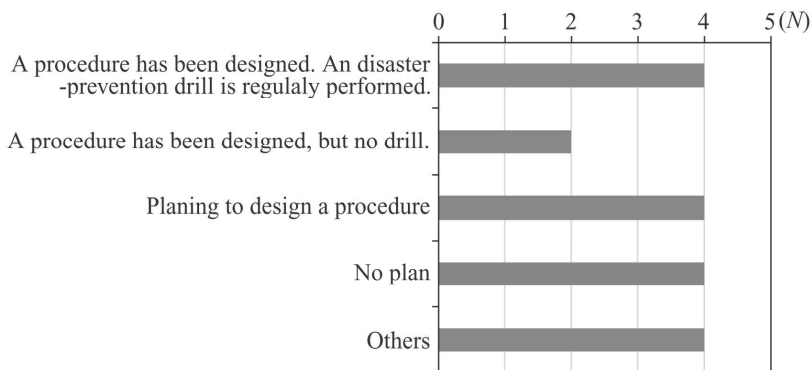 0 1 2 3 4 5 (N)
A procedure has been designed. An disaster
-prevention drill is regulaly performed.
A procedure has been designed, but no drill.
Planing to design a procedure
No plan
Others